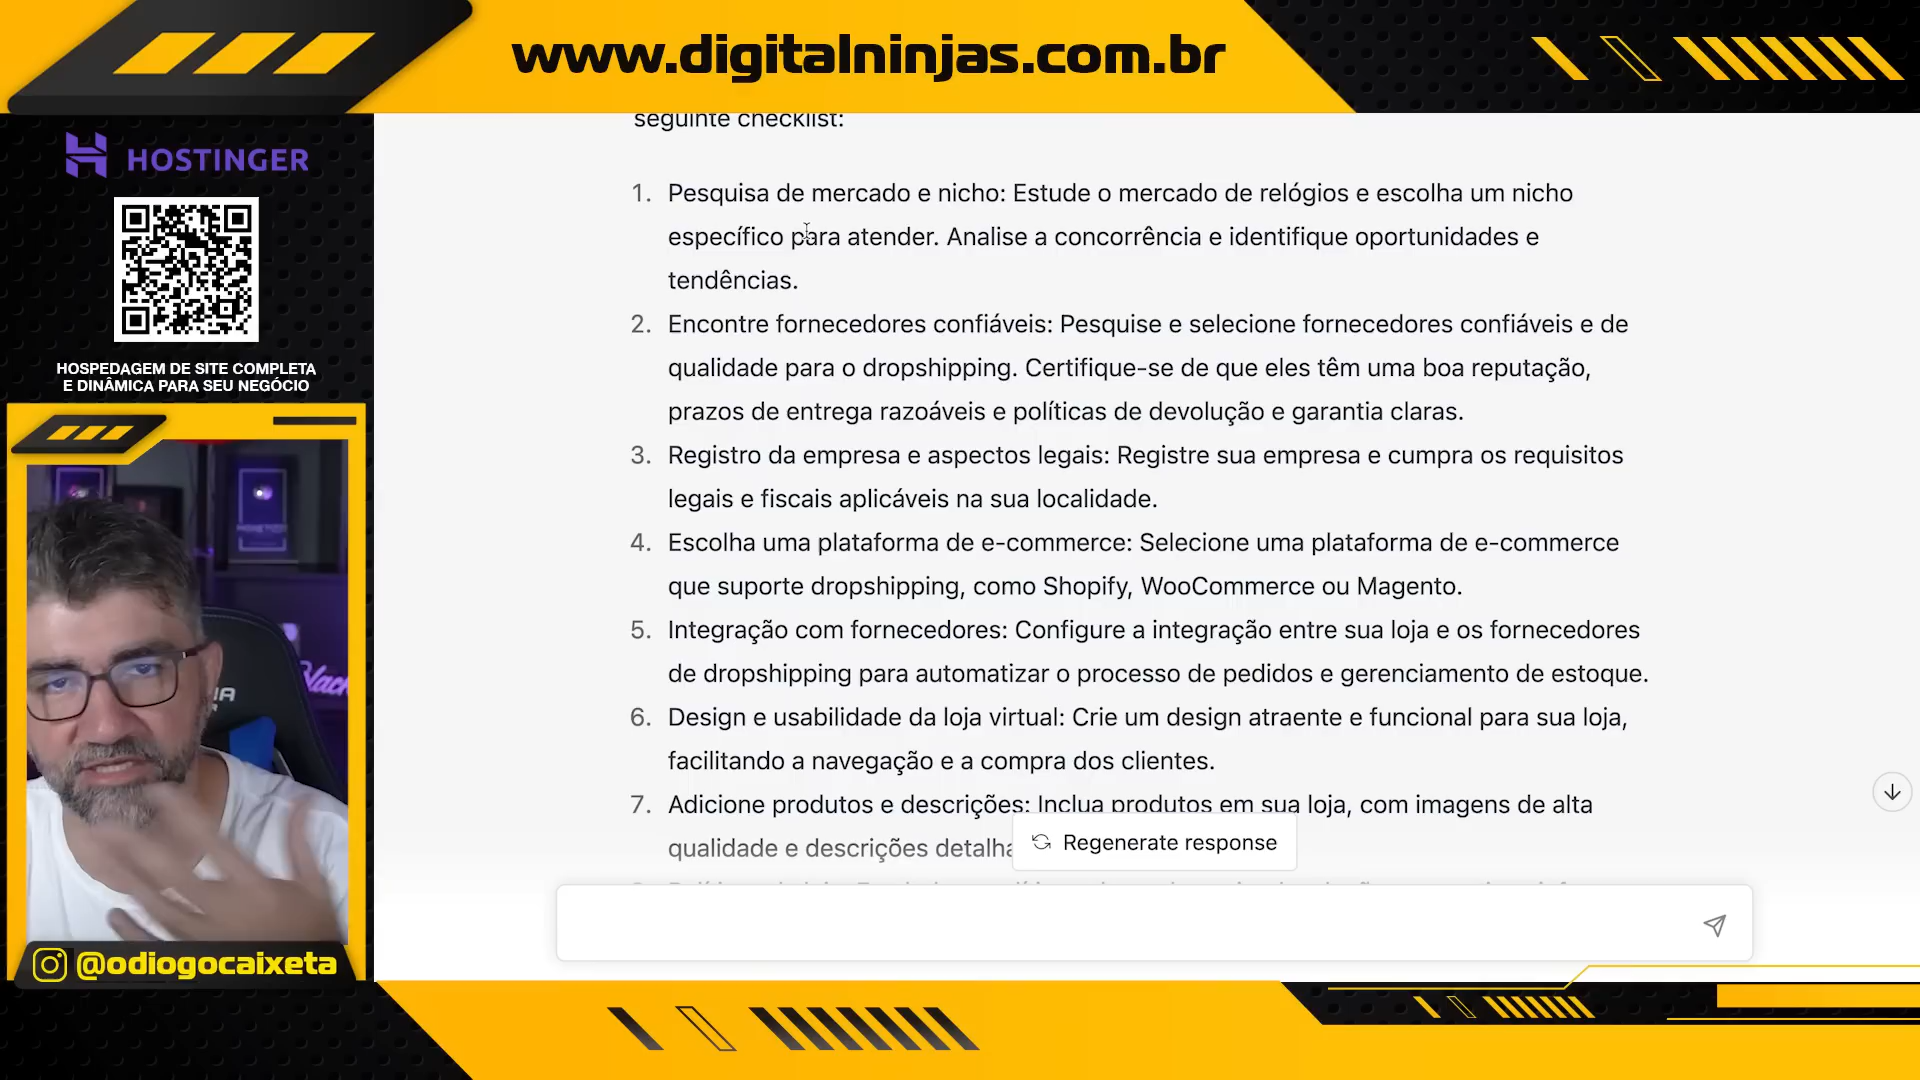 www.digitalninjas.com.br
HOSTINGER
HOSPEDAGEM DE SITE COMPLETA
E DINÂMICA PARA SEU NEGÓCIO
@odiogocaixeta
seguinte checklist:
1. Pesquisa de mercado e nicho: Estude o mercado de relógios e escolha um nicho
específico para atender. Analise a concorrência e identifique oportunidades e
tendências.
2. Encontre fornecedores confiáveis: Pesquise e selecione fornecedores confiáveis e de
qualidade para o dropshipping. Certifique-se de que eles têm uma boa reputação,
prazos de entrega razoáveis e políticas de devolução e garantia claras.
3. Registro da empresa e aspectos legais: Registre sua empresa e cumpra os requisitos
legais e fiscais aplicáveis na sua localidade.
4. Escolha uma plataforma de e-commerce: Selecione uma plataforma de e-commerce
que suporte dropshipping, como Shopify, WooCommerce ou Magento.
5. Integração com fornecedores: Configure a integração entre sua loja e os fornecedores
de dropshipping para automatizar o processo de pedidos e gerenciamento de estoque.
6. Design e usabilidade da loja virtual: Crie um design atraente e funcional para sua loja,
facilitando a navegação e a compra dos clientes.
7. Adicione produtos e descrições: Inclua produtos em sua loja, com imagens de alta
qualidade e descrições
Regenerate response